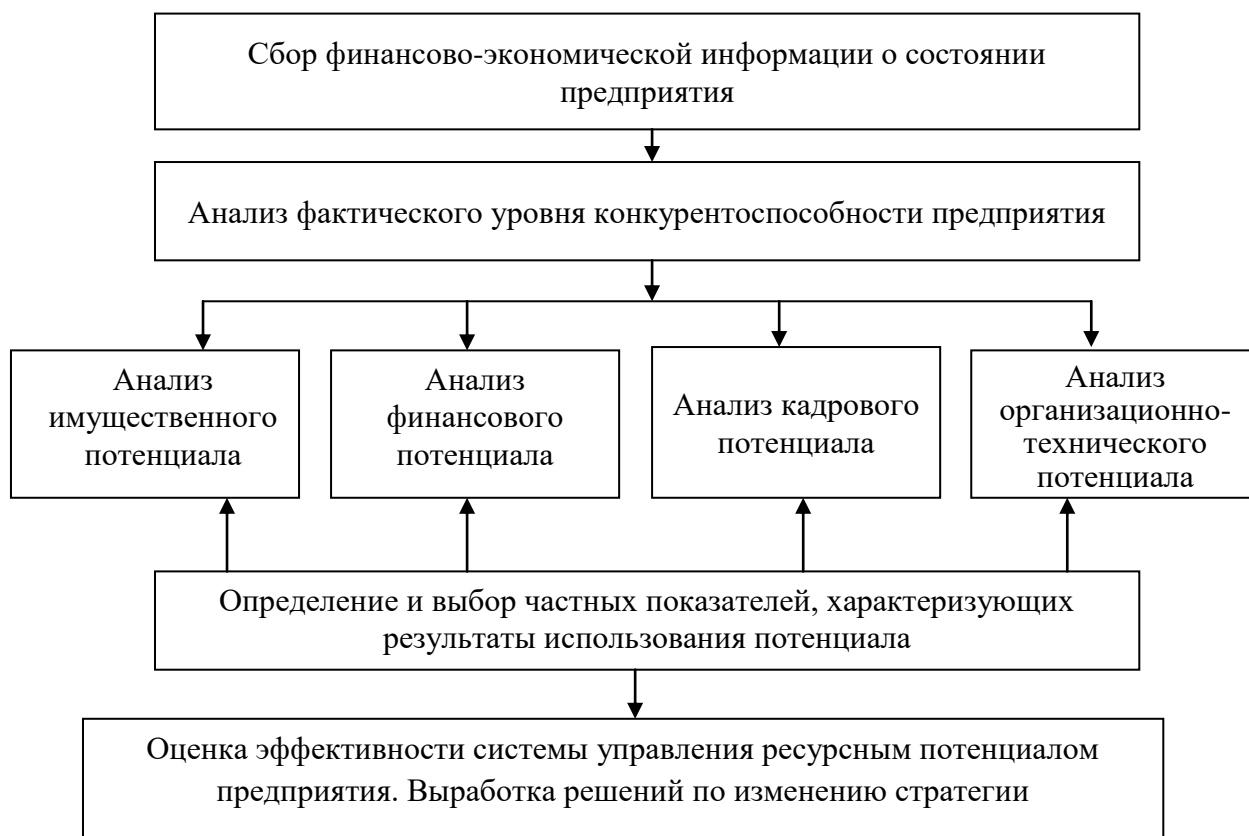 Сбор финансово-экономической информации о состоянии
предприятия
Анализ фактического уровня конкурентоспособности предприятия
Анализ
имущественного
потенциала
Анализ
финансового
потенциала
Анализ кадрового
потенциала
Анализ
организационно-
технического
потенциала
Определение и выбор частных показателей, характеризующих
результаты использования потенциала
Оценка эффективности системы управления ресурсным потенциалом
предприятия. Выработка решений по изменению стратегии